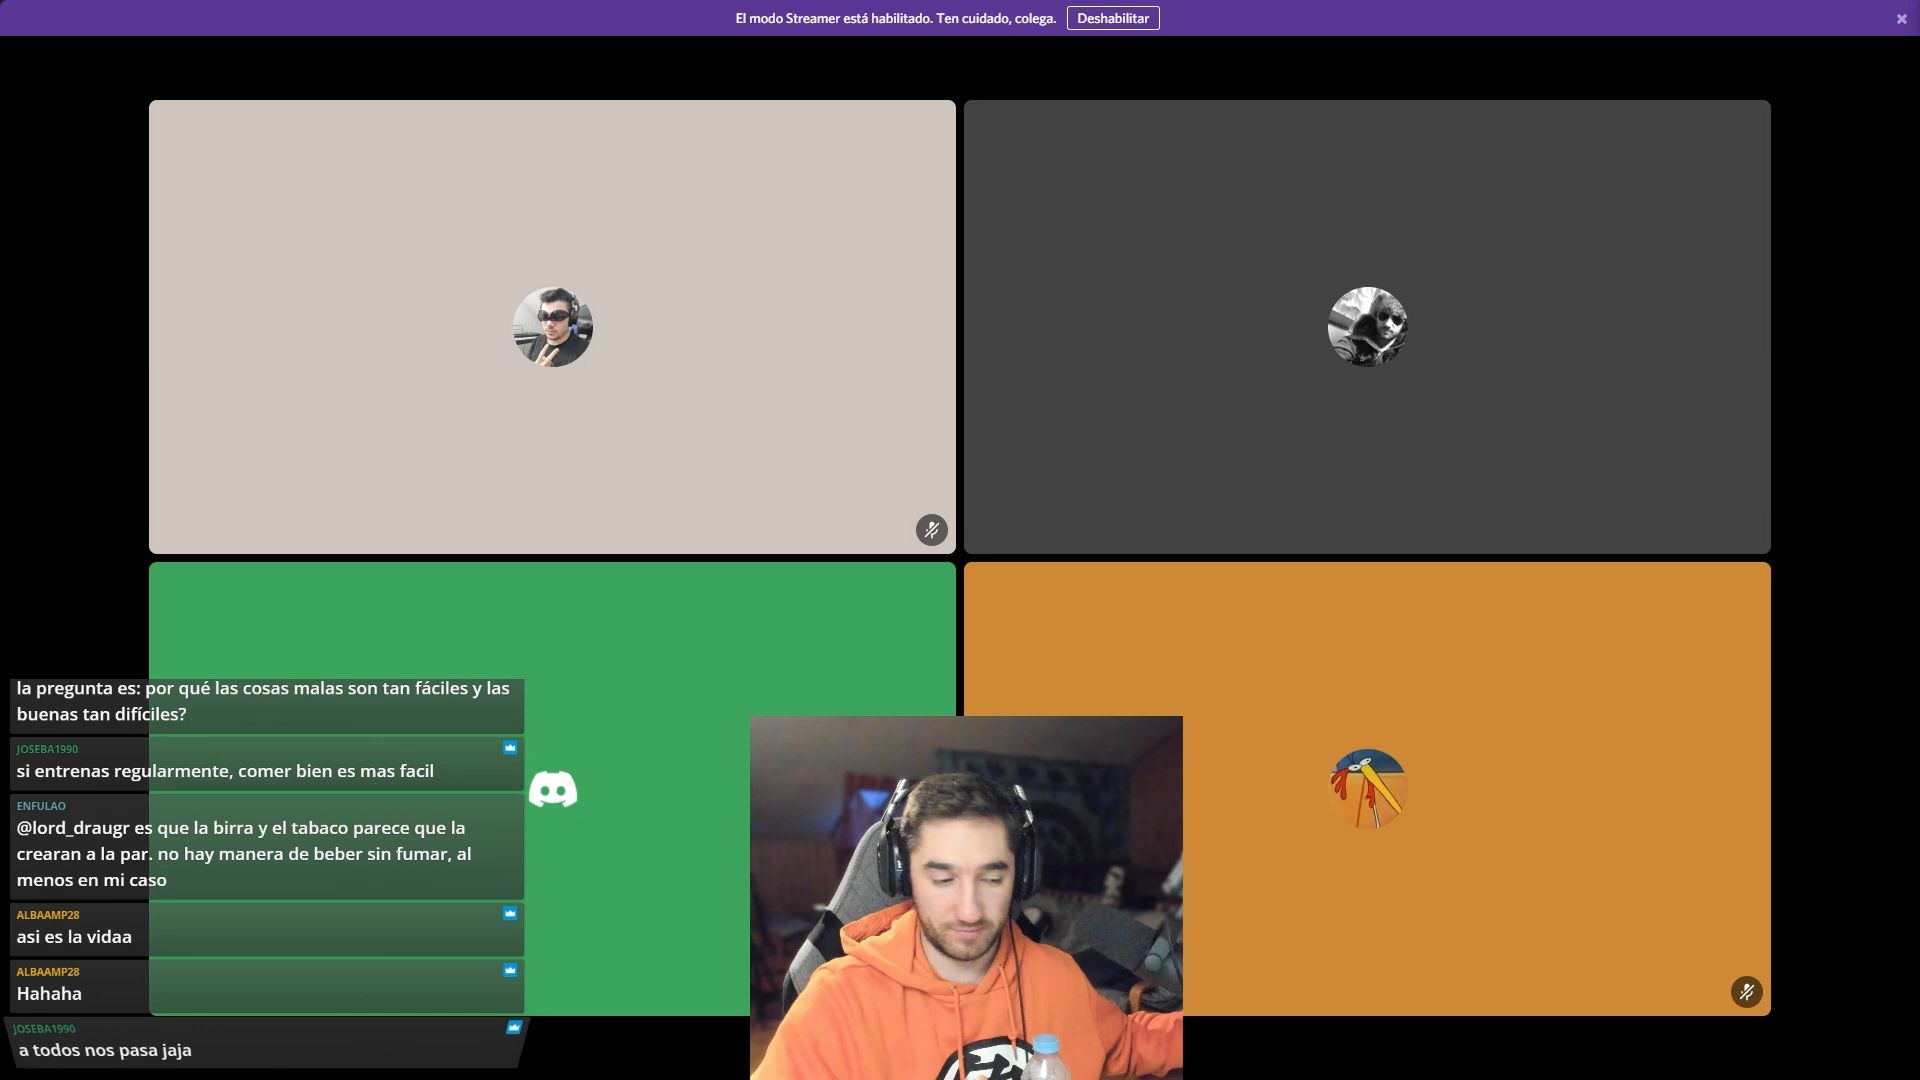 El modo Streamer está habilitado. Ten cuidado, colega.
Deshabilitar
la pregunta es: por qué las cosas malas son tan fáciles y las
buenas tan difíciles?
JOSEBA1990
si entrenas regularmente, comer bien es mas facil
ENFULAO
@lord_draugr es que la birra y el tabaco parece que la
crearan a la par. no hay manera de beber sin fumar, al
menos en mi caso
ALBAAMP28
asi es la vidaa
ALBAAMP28
Hahaha
JOSEBA1990
a todos nos pasa jaja